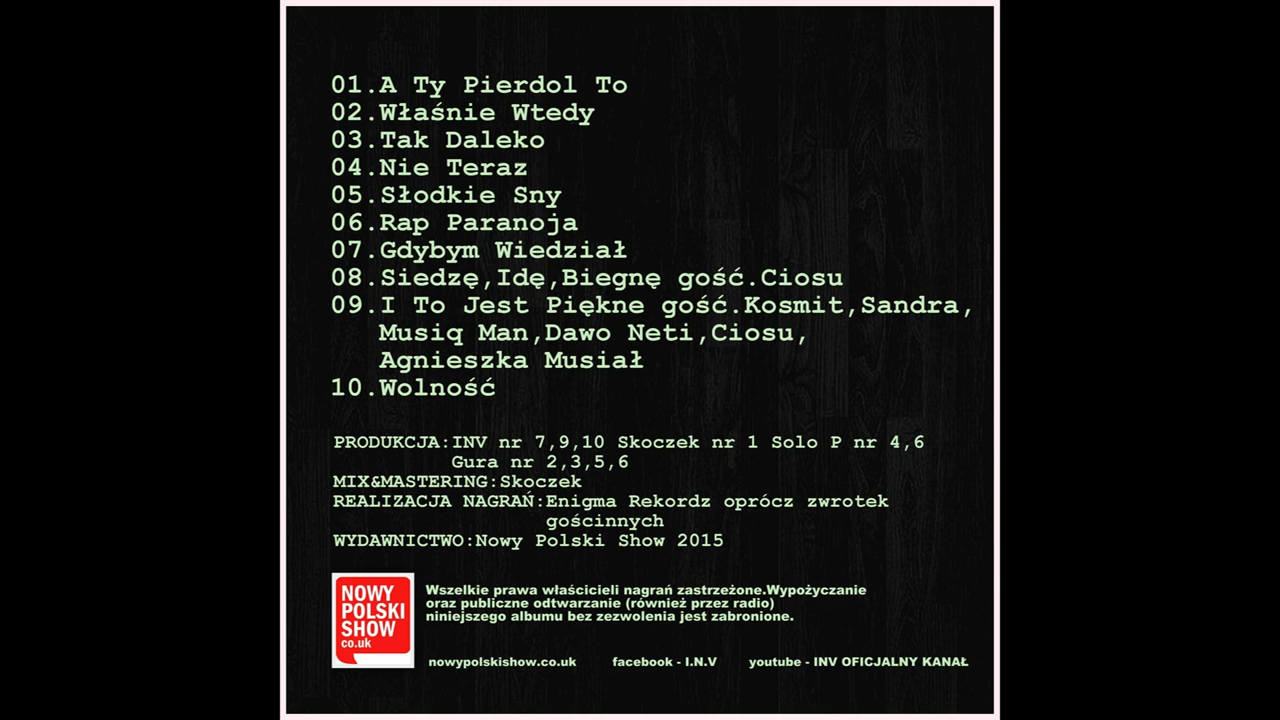 01.A Ty Pierdol To
02.Właśnie Wtedy
03.Tak Daleko
04.Nie Teraz
05.Słodkie Sny
06.Rap Paranoja
07.Gdybym Wiedział
08.Siedzę,Idę,Biegnę gość.Ciosu
09.I To Jest Piękne gość.Kosmit,Sandra,
Musiq Man,Dawo Neti,Ciosu,
Agnieszka Musiał
10.Wolność
PRODUKCJA:INV nr 7,9,10 Skoczek nr 1 Solo P nr 4,6
Gura nr 2,3,5,6
MIX&MASTERING:Skoczek
REALIZACJA NAGRAŃ:Enigma Rekordz oprócz zwrotek
gościnnych
WYDAWNICTWO:Nowy Polski Show 2015
NOWY
POLSKI
SHOW
co.uk
Wszelkie prawa właścicieli nagrań zastrzeżone.Wypożyczanie
oraz publiczne odtwarzanie (również przez radio)
niniejszego albumu bez zezwolenia jest zabronione.
nowypolskishow.co.uk facebook - I.N.V youtube - INV OFICJALNY KANAŁ